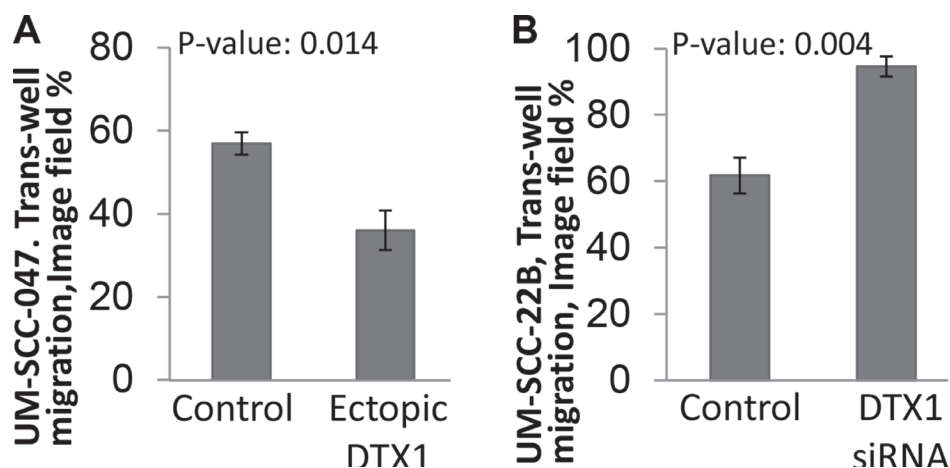 A
UM-SCC-047. Trans-well
migration,Image field %
80
60
40
20
0
P-value: 0.014
Control
Ectopic
DTX1
B
UM-SCC-22B, Trans-well
migration, Image field %
100
80
60
40
20
0
P-value: 0.004
Control
DTX1
siRNA